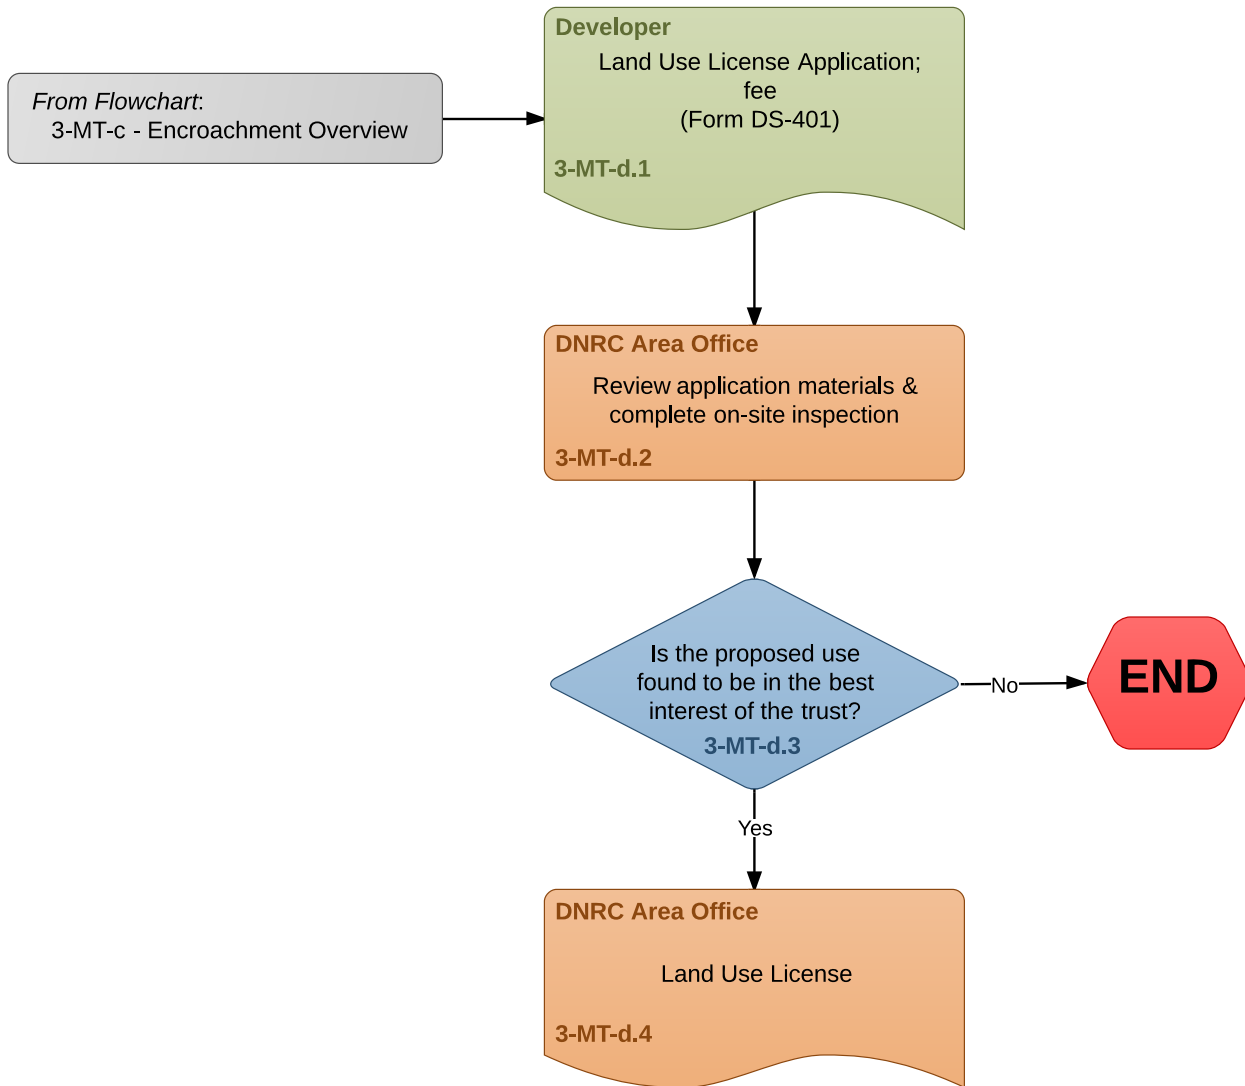 From Flowchart:
3-MT-c - Encroachment Overview
Developer
Land Use License Application;
fee
(Form DS-401)
3-MT-d.1
DNRC Area Office
Review application materials &
complete on-site inspection
3-MT-d.2
Is the proposed use
found to be in the best
interest of the trust?
3-MT-d.3
No
END
Yes
DNRC Area Office
Land Use License
3-MT-d.4